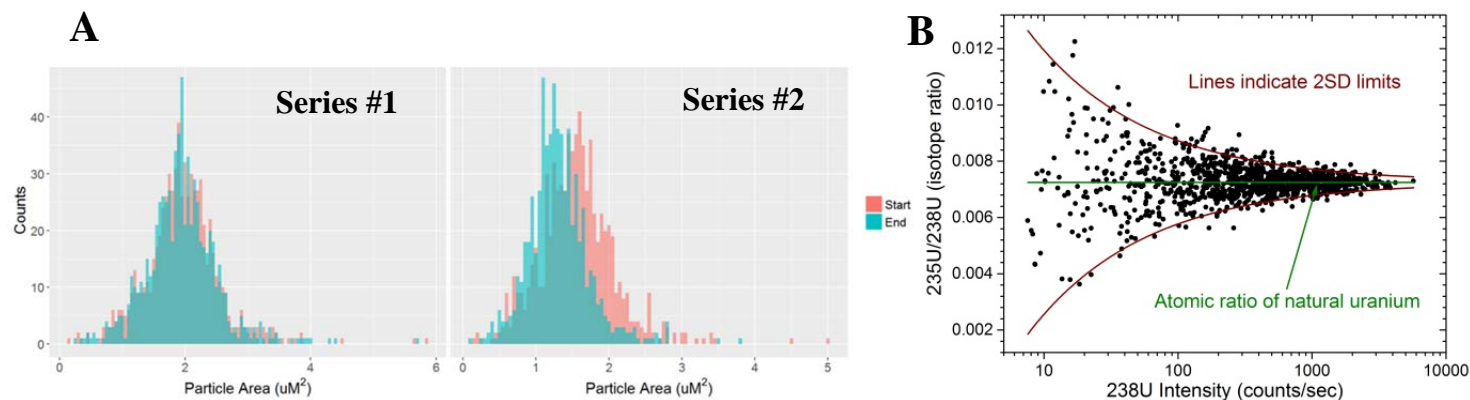 A
Series #1
Series #2
Counts
40
30
20
10
0
0
2
4
6
0
1
2
3
4
5
Particle Area (uM²)
Particle Area (uM²)
Start
End
B
235U/238U (isotope ratio)
0.012
0.010
0.008
0.006
0.004
0.002
Lines indicate 2SD limits
Atomic ratio of natural uranium
10
100
1000
10000
238U Intensity (counts/sec)